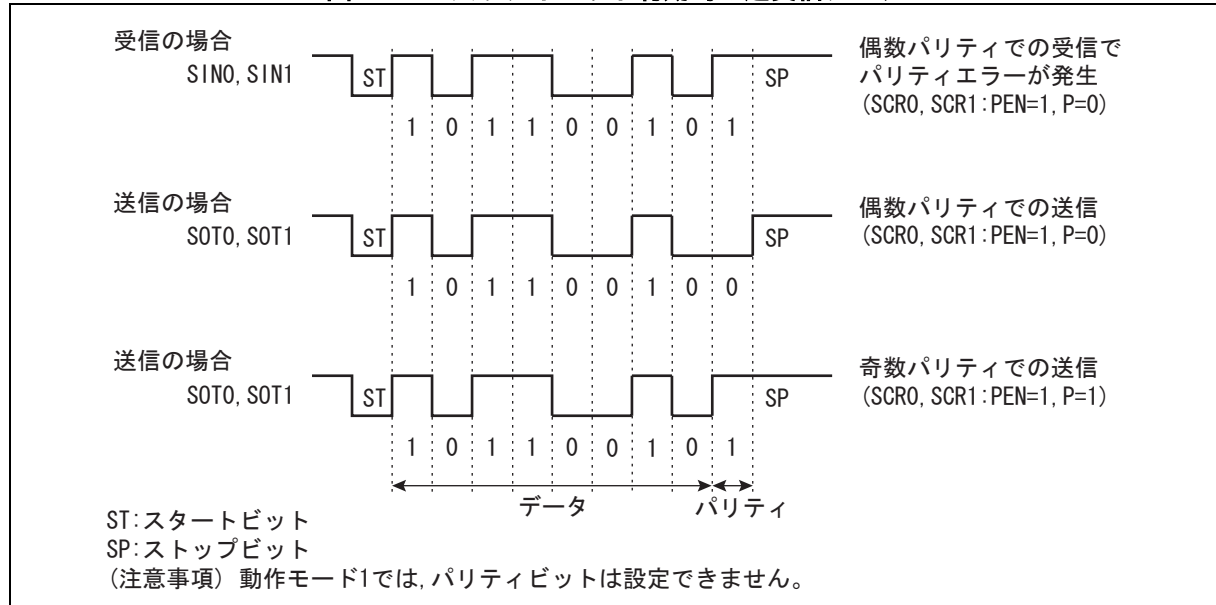 受信の場合
SIN0, SIN1
ST
SP
偶数パリティでの受信で
パリティエラーが発生
(SCR0, SCR1:PEN=1, P=0)
1 0 1 1 0 0 1 0 1
送信の場合
SOT0, SOT1
ST
SP
偶数パリティでの送信
(SCR0, SCR1:PEN=1, P=0)
1 0 1 1 0 0 1 0 0
送信の場合
SOT0, SOT1
ST
SP
奇数パリティでの送信
(SCR0, SCR1:PEN=1, P=1)
1 0 1 1 0 0 1 0 1
データ パリティ
ST:スタートビット
SP:ストップビット
(注意事項) 動作モード1では,パリティビットは設定できません。